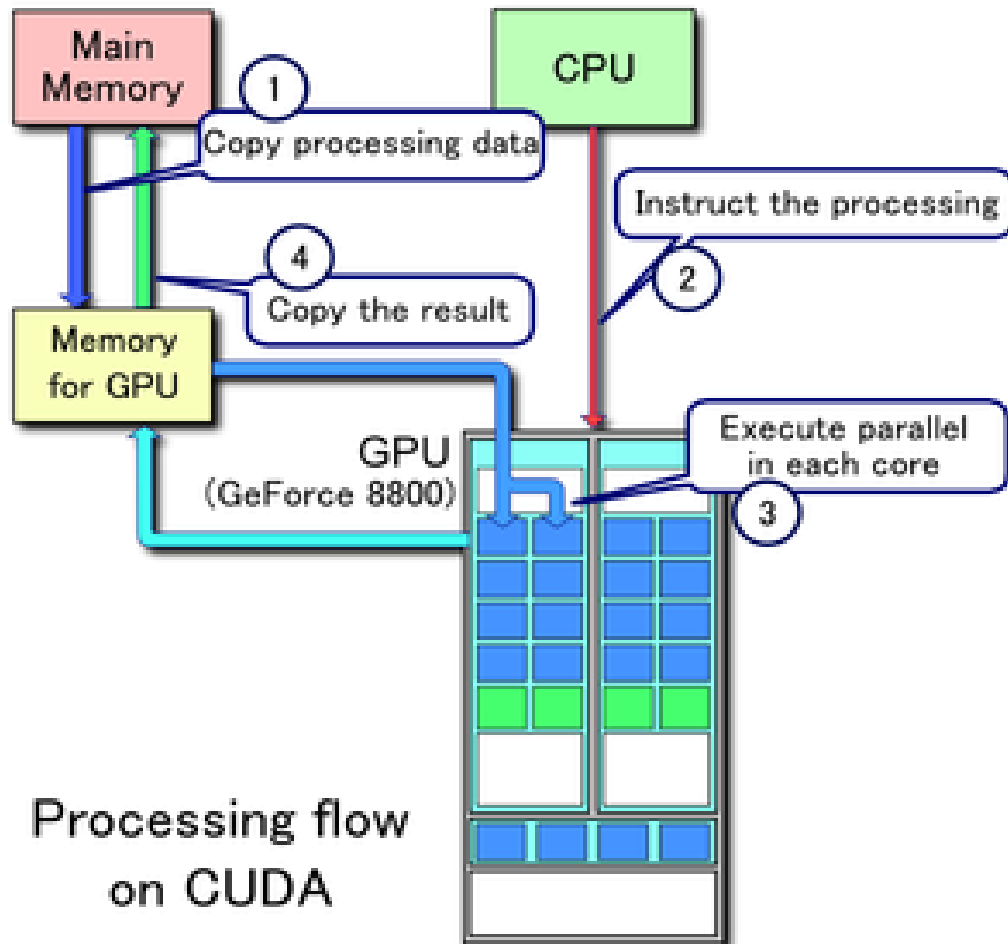 Main
Memory
CPU
1
Copy processing data
Instruct the processing
2
4
Copy the result
Memory
for GPU
Execute parallel
in each core
3
GPU
(GeForce 8800)
Processing flow
on CUDA